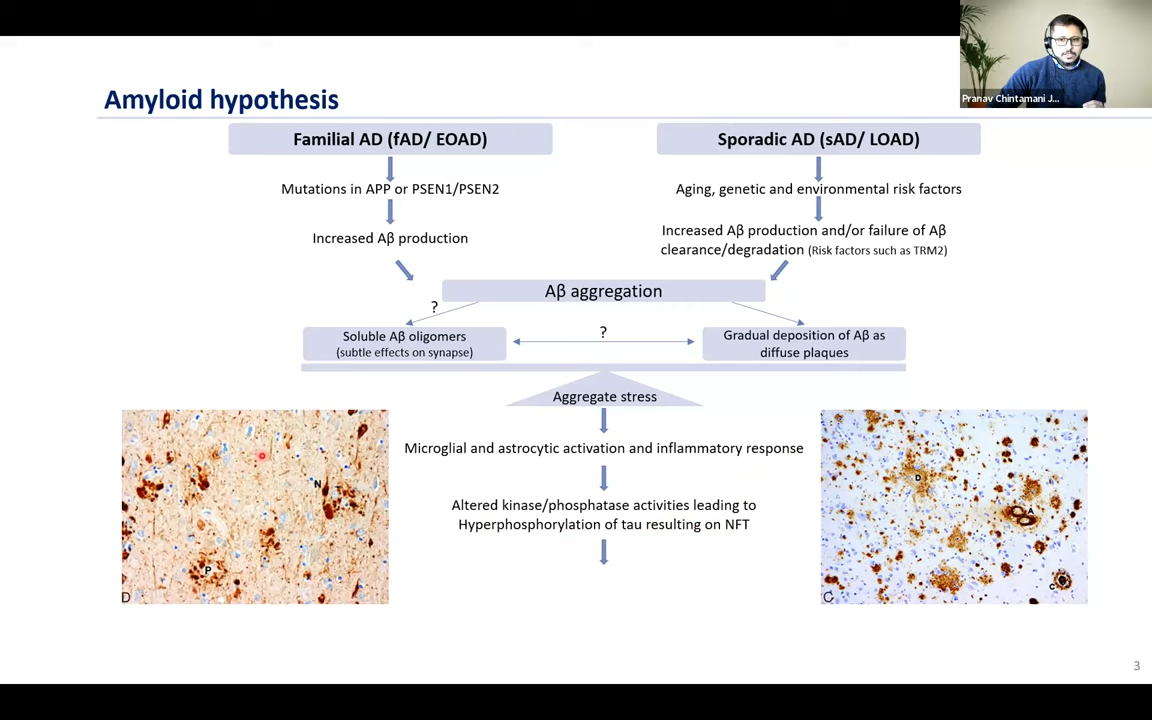 Pranav Chintamani J...
Amyloid hypothesis
Familial AD (fAD/ EOAD)
Sporadic AD (sAD/ LOAD)
Mutations in APP or PSEN1/PSEN2
Aging, genetic and environmental risk factors
Increased Aβ production
Increased Aβ production and/or failure of Aβ
clearance/degradation (Risk factors such as TRM2)
Aβ aggregation
?
Soluble Aβ oligomers
(subtle effects on synapse)
?
Gradual deposition of Aβ as
diffuse plaques
Aggregate stress
Microglial and astrocytic activation and inflammatory response
Altered kinase/phosphatase activities leading to
Hyperphosphorylation of tau resulting on NFT
N
P
D
D
A
C
C
3